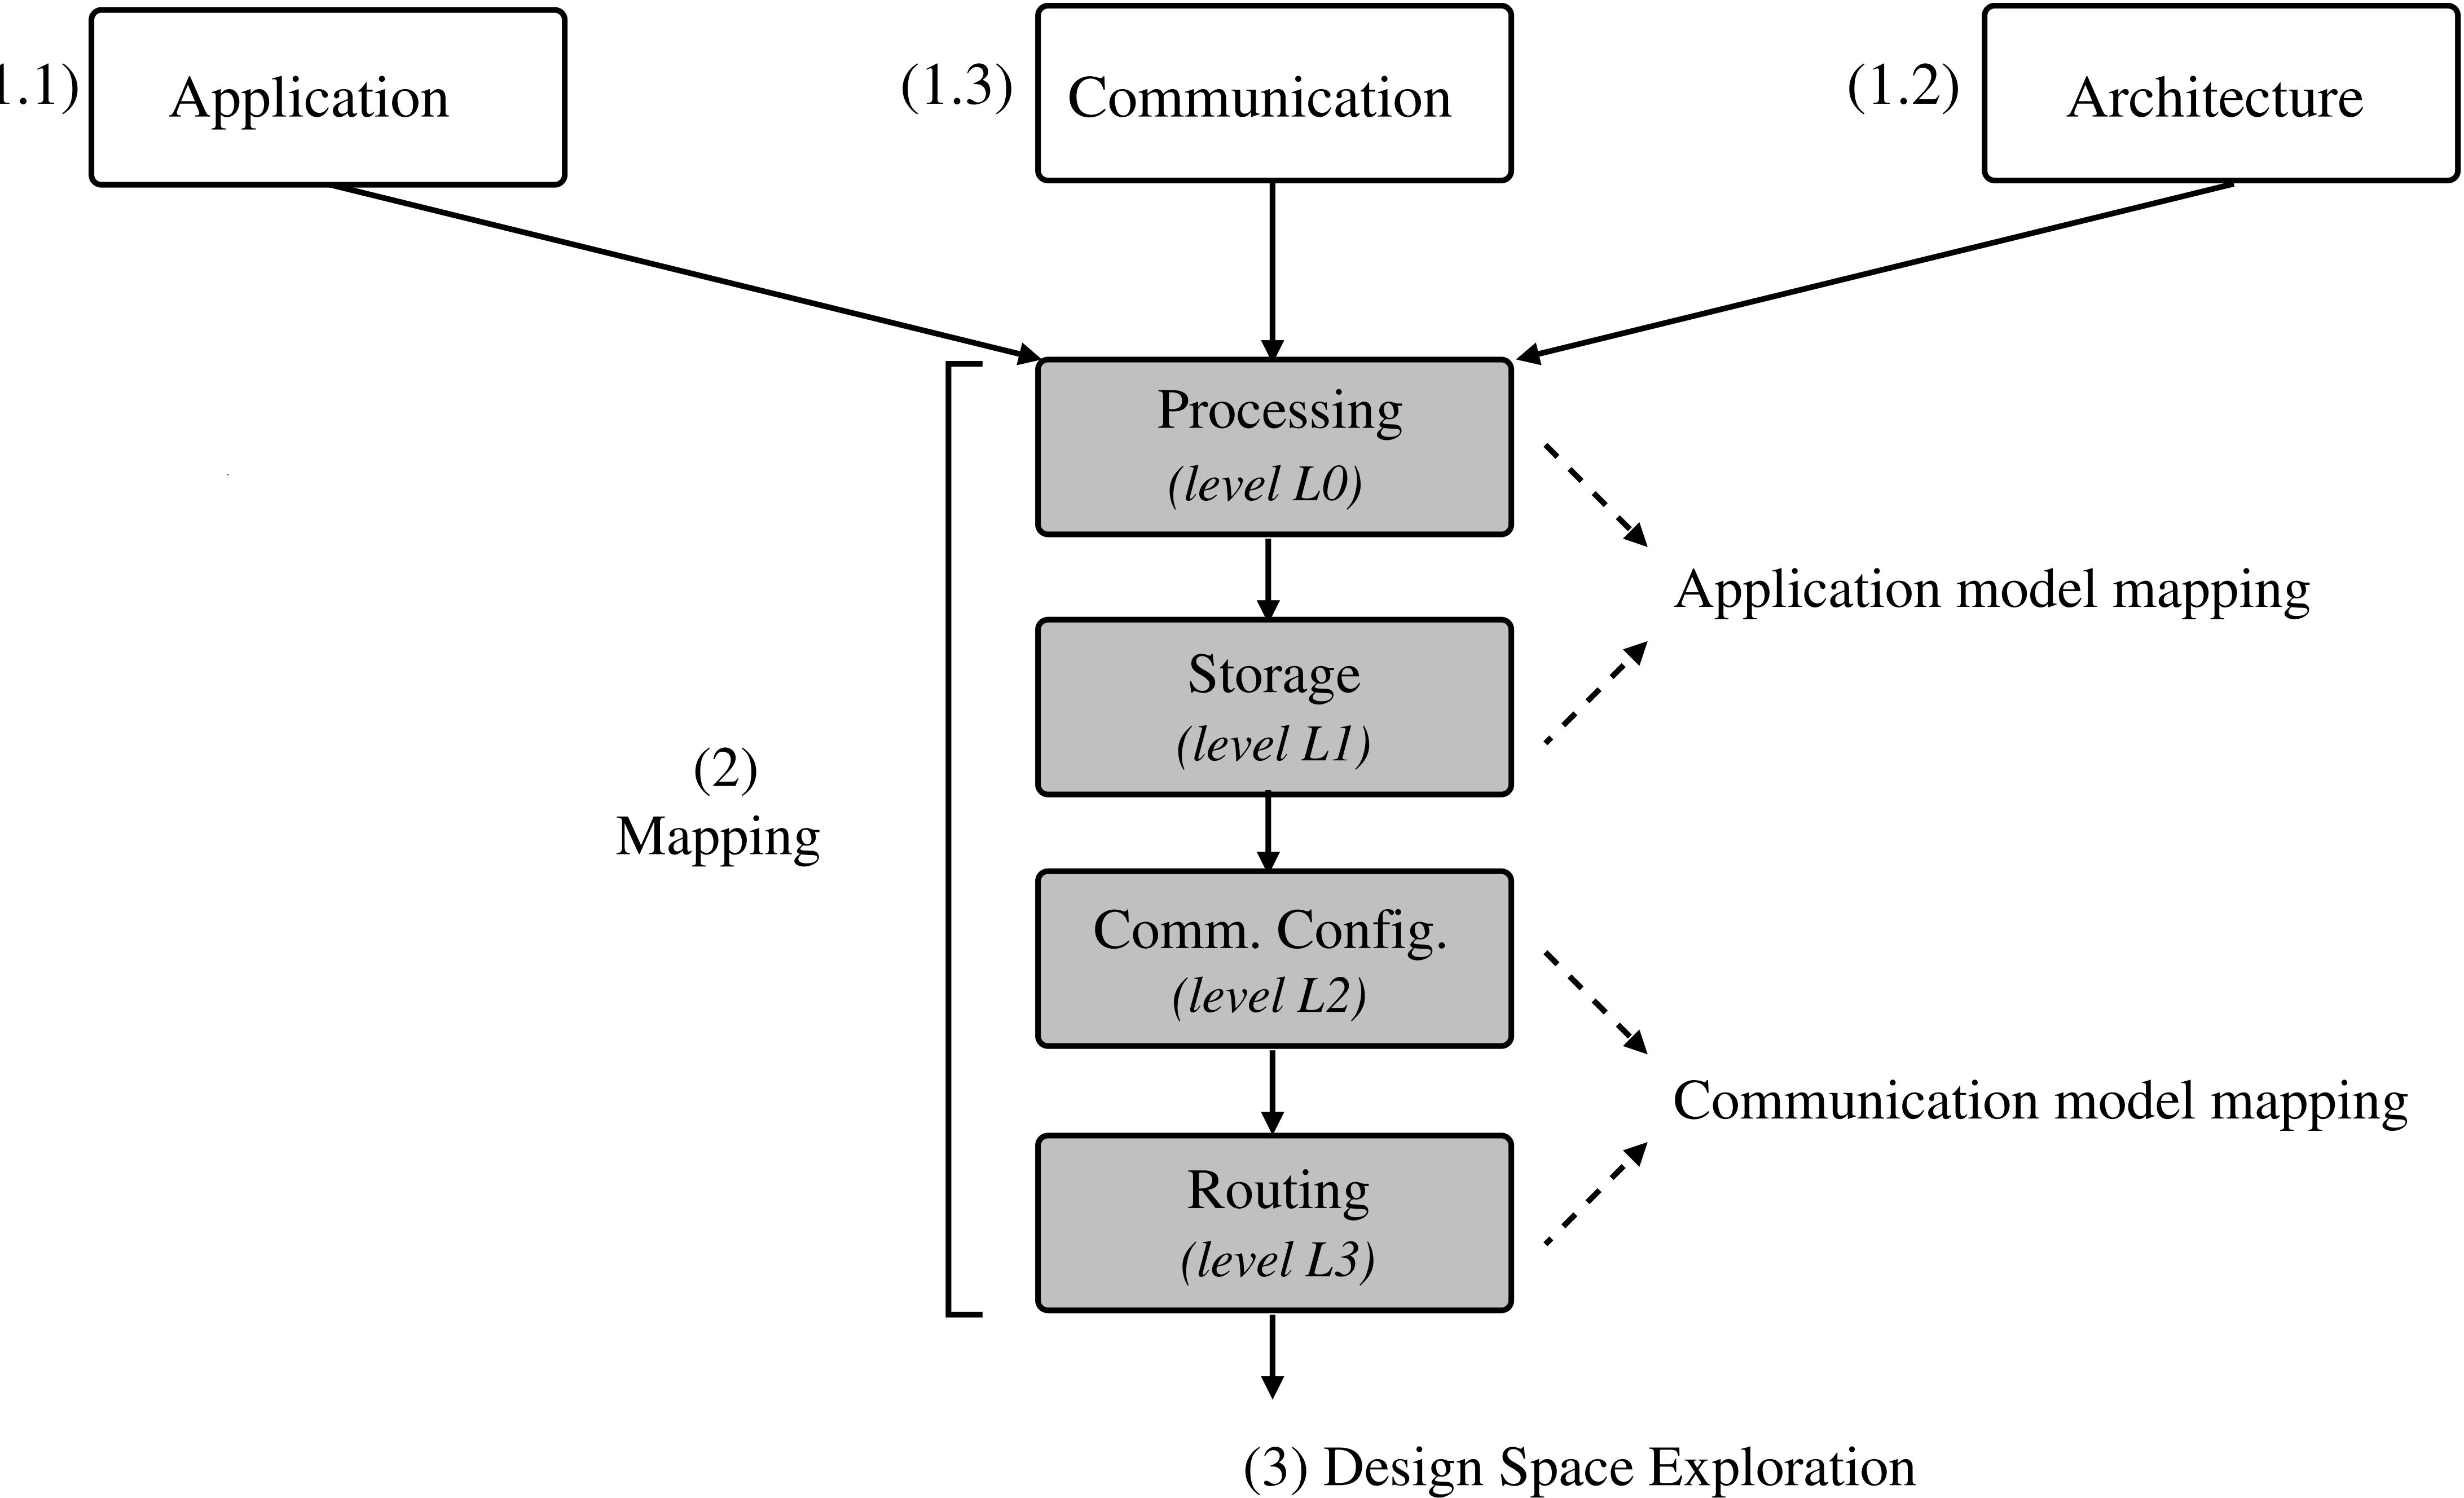 1.1)
Application
(1.3)
Communication
(1.2)
Architecture
Processing
(level L0)
Application model mapping
Storage
(level L1)
(2)
Mapping
Comm. Config.
(level L2)
Communication model mapping
Routing
(level L3)
(3) Design Space Exploration